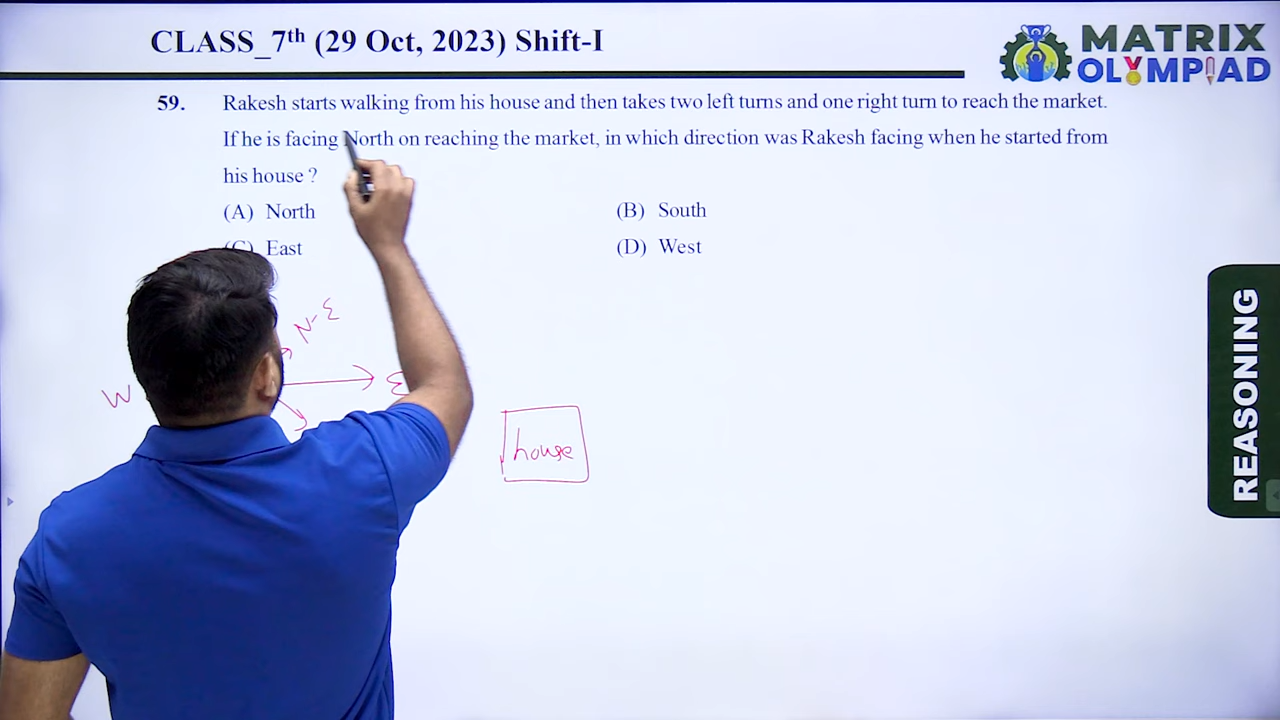 CLASS_7th (29 Oct, 2023) Shift-I
MATRIX
OLYMPIAD
59. Rakesh starts walking from his house and then takes two left turns and one right turn to reach the market.
If he is facing North on reaching the market, in which direction was Rakesh facing when he started from
his house ?
(A) North
(B) South
(C) East
(D) West
N-E
W
E
house
REASONING